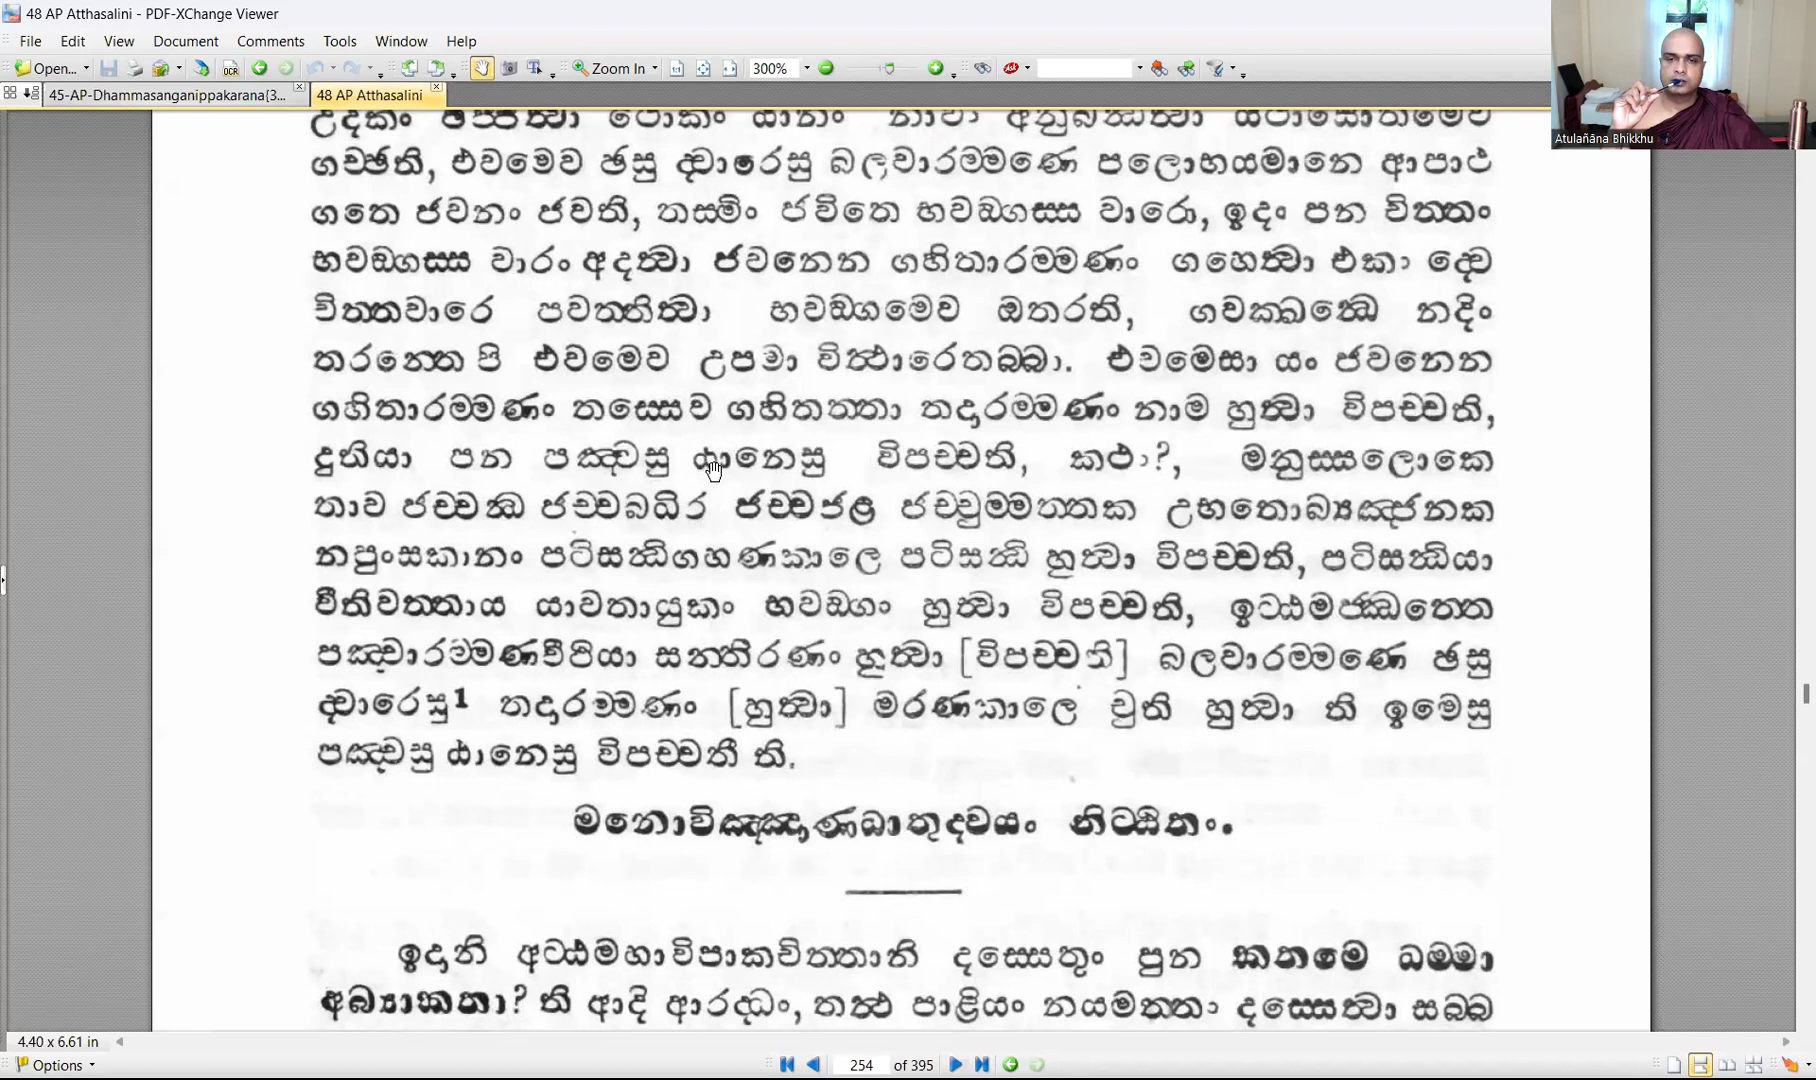 48 AP Atthasalini - PDF-XChange Viewer
File Edit View Document Comments Tools Window Help
Open... OCR Zoom In 300%
45-AP-Dhammasanganippakarana(3... 48 AP Atthasalini
Atulañāna Bhikkhu
උදකං ඡප්පත්වා ථොකං යානං නාවං අනුබන්ධිත්වා යථාසොතමෙව
ගච්ඡති, එවමෙව ඡසු ද්වාරෙසු බලවාරම්මණෙ පලොභයමානෙ ආපාථ
ගතෙ ජවනං ජවති, තස්මිං ජවිතෙ භවඞ්ගස්ස වාරො, ඉදං පන චිත්තං
භවඞ්ගස්ස වාරං අදත්වා ජවනෙන ගහිතාරම්මණං ගහෙත්වා එකං ද්වෙ
චිත්තවාරෙ පවත්තිත්වා භවඞ්ගමෙව ඔතරති, ගවක්ඛන්ධෙ නදිං
තරන්තෙ පි එවමෙව උපමා විත්ථාරෙතබ්බා. එවමෙසා යං ජවනෙන
ගහිතාරම්මණං තස්සෙව ගහිතත්තා තදාරම්මණං නාම හුත්වා විපච්චති,
දුතියා පන පඤ්චසු ඨානෙසු විපච්චති, කථං?, මනුස්සලොකෙ
තාව ජච්චන්ධ ජච්චබධිර ජච්චජළ ජච්චුම්මත්තක උභතොබ්‍යඤ්ජනක
නපුංසකානං පටිසන්ධිගහණකාලෙ පටිසන්ධි හුත්වා විපච්චති, පටිසන්ධියා
වීතිවත්තාය යාවතායුකං භවඞ්ගං හුත්වා විපච්චති, ඉට්ඨමජ්ඣත්තෙ
පඤ්චාරම්මණවීථියා සන්තීරණං හුත්වා [විපච්චති] බලවාරම්මණෙ ඡසු
ද්වාරෙසු1 තදාරම්මණං [හුත්වා] මරණකාලෙ චුති හුත්වා ති ඉමෙසු
පඤ්චසු ඨානෙසු විපච්චතී ති.
මනොවිඤ්ඤාණධාතුද්වයං නිට්ඨිතං.
ඉදානි අට්ඨමහාවිපාකචිත්තානි දස්සෙතුං පුන කතමෙ ධම්මා
අබ්‍යාකතා? ති ආදි ආරද්ධං, තත්ථ පාළියං නයමත්තං දස්සෙත්වා සබ්බ
4.40 x 6.61 in
Options 254 of 395